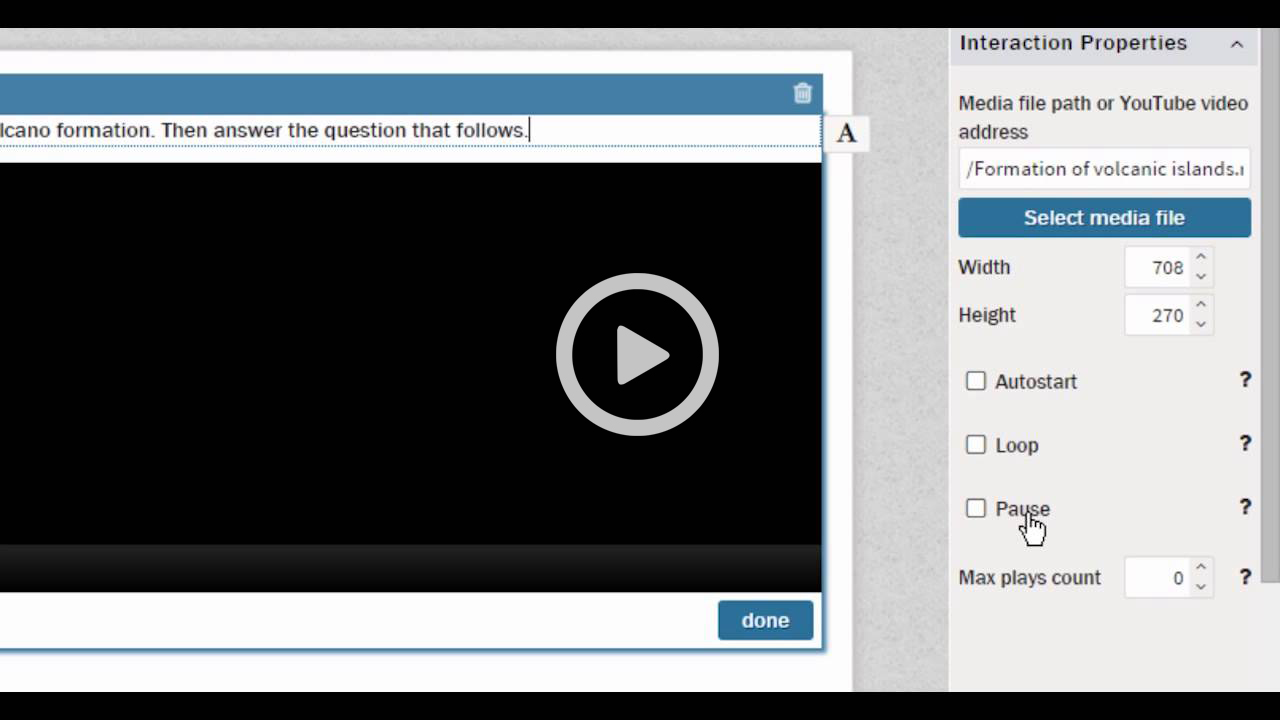 Interaction Properties
lcano formation. Then answer the question that follows.
A
Media file path or YouTube video
address
/Formation of volcanic islands.
Select media file
Width 708
Height 270
Autostart ?
Loop ?
Pause ?
Max plays count 0 ?
done